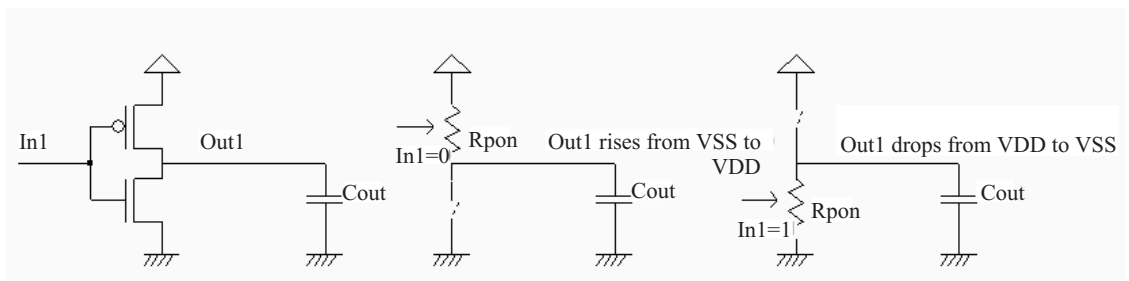 In1
Out1
Cout
In1=0
Rpon
Out1 rises from VSS to
VDD
Cout
In1=1
Rpon
Out1 drops from VDD to VSS
Cout